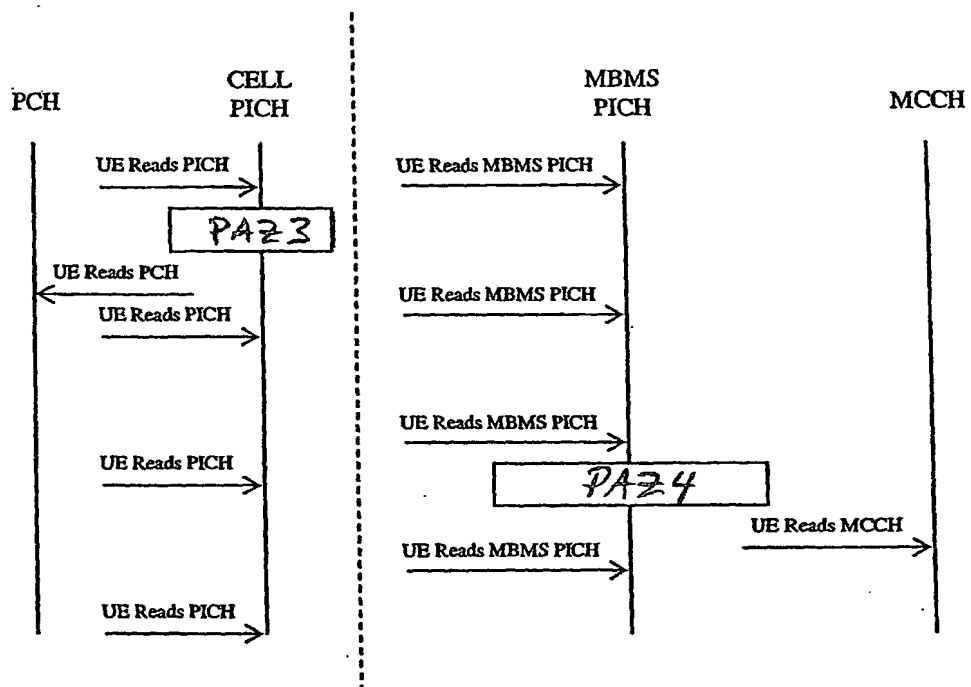 PCH
CELL
PICH
MBMS
PICH
MCCH
UE Reads PICH
UE Reads MBMS PICH
PAZ3
UE Reads PCH
UE Reads PICH
UE Reads MBMS PICH
UE Reads MBMS PICH
UE Reads PICH
PAZ4
UE Reads MCCH
UE Reads MBMS PICH
UE Reads PICH